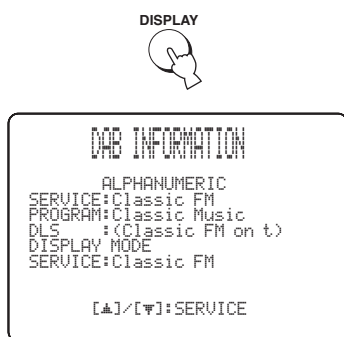 DISPLAY
DAB INFORMATION
ALPHANUMERIC
SERVICE:Classic FM
PROGRAM:Classic Music
DLS :(Classic FM on t)
DISPLAY MODE
SERVICE:Classic FM
[▲]/[▼]:SERVICE